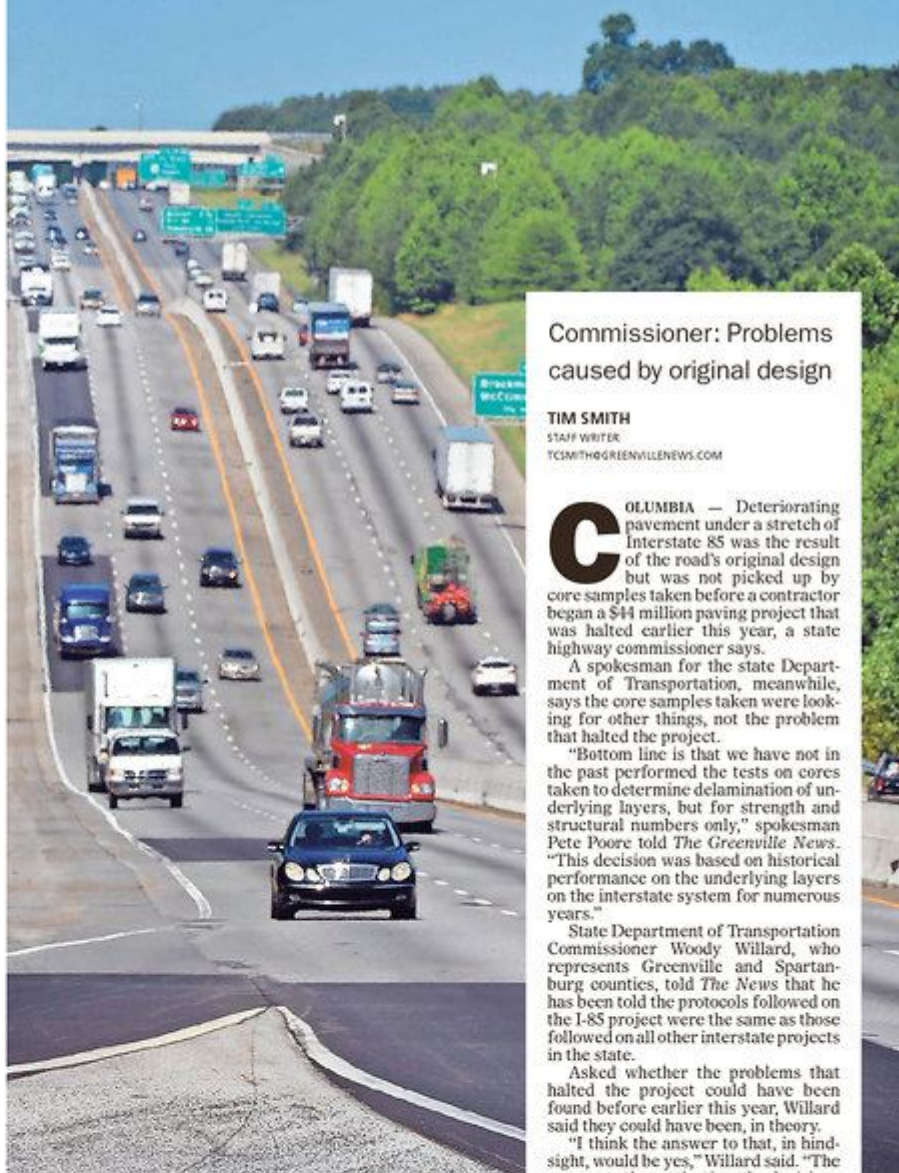 Commissioner: Problems
caused by original design
TIM SMITH
STAFF WRITER
TCSMITH@GREENVILLENEWS.COM
COLUMBIA — Deteriorating
pavement under a stretch of
Interstate 85 was the result
of the road's original design
but was not picked up by
core samples taken before a contractor
began a $44 million paving project that
was halted earlier this year, a state
highway commissioner says.
A spokesman for the state Depart-
ment of Transportation, meanwhile,
says the core samples taken were look-
ing for other things, not the problem
that halted the project.
"Bottom line is that we have not in
the past performed the tests on cores
taken to determine delamination of un-
derlying layers, but for strength and
structural numbers only," spokesman
Pete Poore told The Greenville News.
"This decision was based on historical
performance on the underlying layers
on the interstate system for numerous
years."
State Department of Transportation
Commissioner Woody Willard, who
represents Greenville and Spartan-
burg counties, told The News that he
has been told the protocols followed on
the I-85 project were the same as those
followed on all other interstate projects
in the state.
Asked whether the problems that
halted the project could have been
found before earlier this year, Willard
said they could have been, in theory.
"I think the answer to that, in hind-
sight, would be yes," Willard said. "The